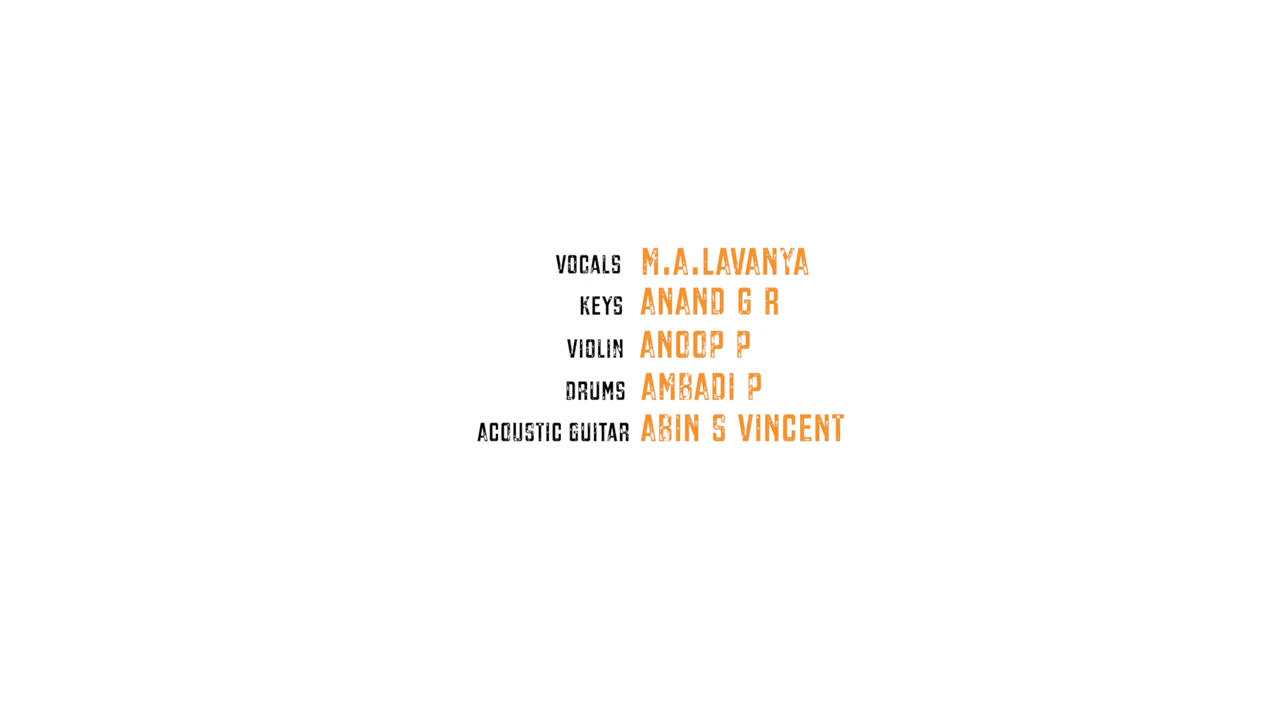 VOCALS M.A.LAVANYA
KEYS ANAND G R
VIOLIN ANOOP P
DRUMS AMBADI P
ACOUSTIC GUITAR ABIN S VINCENT